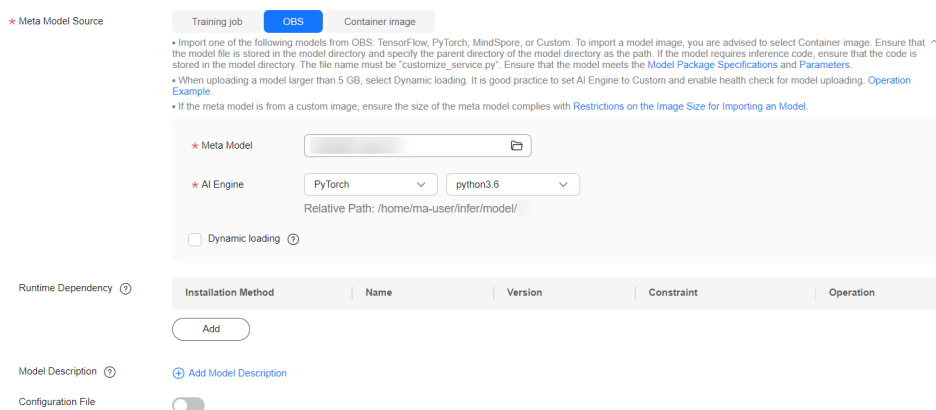 * Meta Model Source Training job OBS Container image
• Import one of the following models from OBS: TensorFlow, PyTorch, MindSpore, or Custom. To import a model image, you are advised to select Container image. Ensure that
the model file is stored in the model directory and specify the parent directory of the model directory as the path. If the model requires inference code, ensure that the code is
stored in the model directory. The file name must be "customize_service.py". Ensure that the model meets the Model Package Specifications and Parameters.
• When uploading a model larger than 5 GB, select Dynamic loading. It is good practice to set AI Engine to Custom and enable health check for model uploading. Operation
Example.
• If the meta model is from a custom image, ensure the size of the meta model complies with Restrictions on the Image Size for Importing an Model.
* Meta Model
* AI Engine PyTorch python3.6
Relative Path: /home/ma-user/infer/model/
Dynamic loading ?
Runtime Dependency ? Installation Method Name Version Constraint Operation
Add
Model Description ? Add Model Description
Configuration File